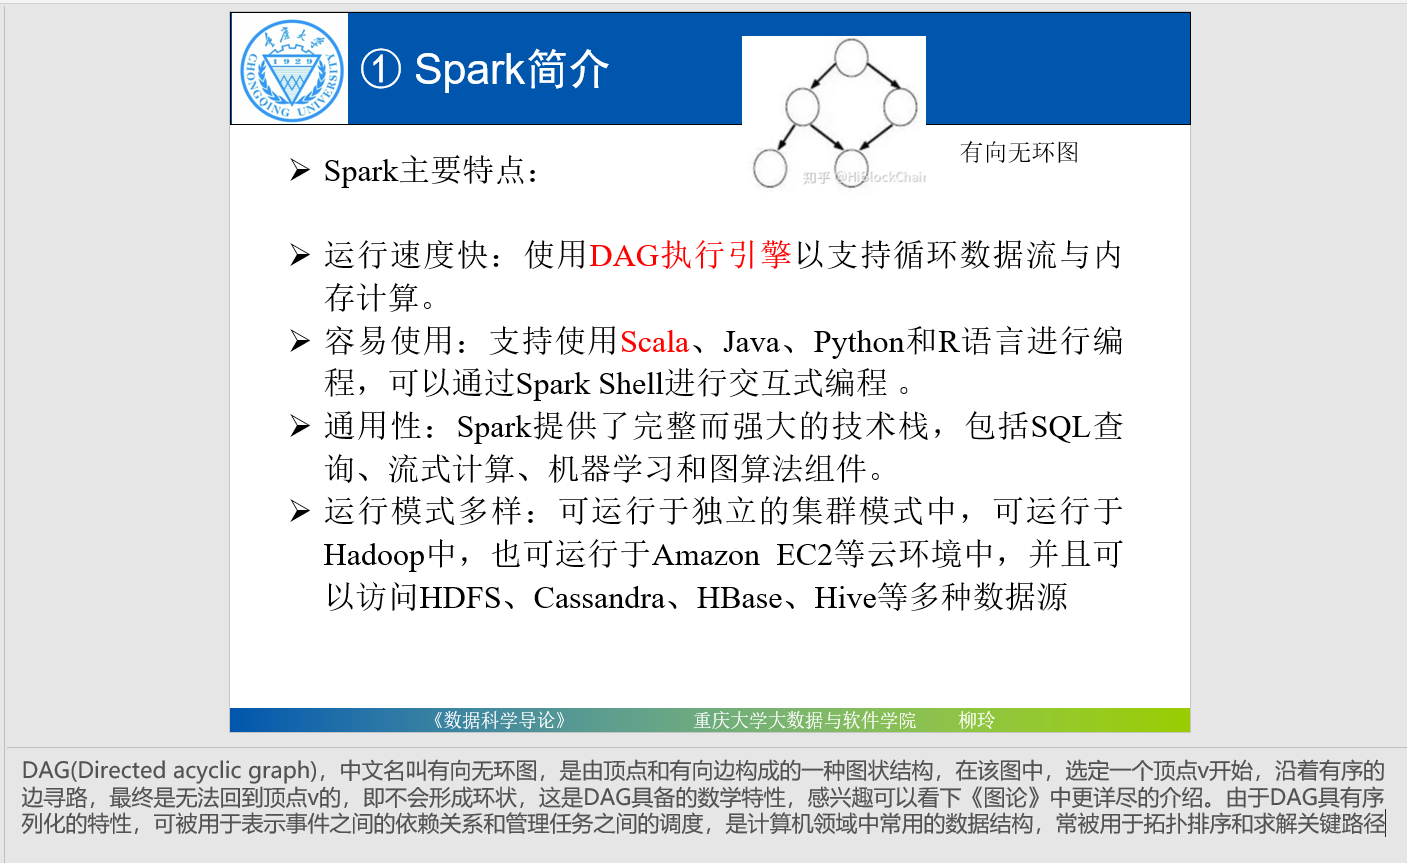 重庆大学
1929
CHONGQING UNIVERSITY
① Spark简介
有向无环图
知乎 @HiBlockChain
➢ Spark主要特点：
➢ 运行速度快：使用DAG执行引擎以支持循环数据流与内
存计算。
➢ 容易使用：支持使用Scala、Java、Python和R语言进行编
程，可以通过Spark Shell进行交互式编程 。
➢ 通用性：Spark提供了完整而强大的技术栈，包括SQL查
询、流式计算、机器学习和图算法组件。
➢ 运行模式多样：可运行于独立的集群模式中，可运行于
Hadoop中，也可运行于Amazon EC2等云环境中，并且可
以访问HDFS、Cassandra、HBase、Hive等多种数据源
《数据科学导论》 重庆大学大数据与软件学院 柳玲
DAG(Directed acyclic graph)，中文名叫有向无环图，是由顶点和有向边构成的一种图状结构，在该图中，选定一个顶点v开始，沿着有序的
边寻路，最终是无法回到顶点v的，即不会形成环状，这是DAG具备的数学特性，感兴趣可以看下《图论》中更详尽的介绍。由于DAG具有序
列化的特性，可被用于表示事件之间的依赖关系和管理任务之间的调度，是计算机领域中常用的数据结构，常被用于拓扑排序和求解关键路径